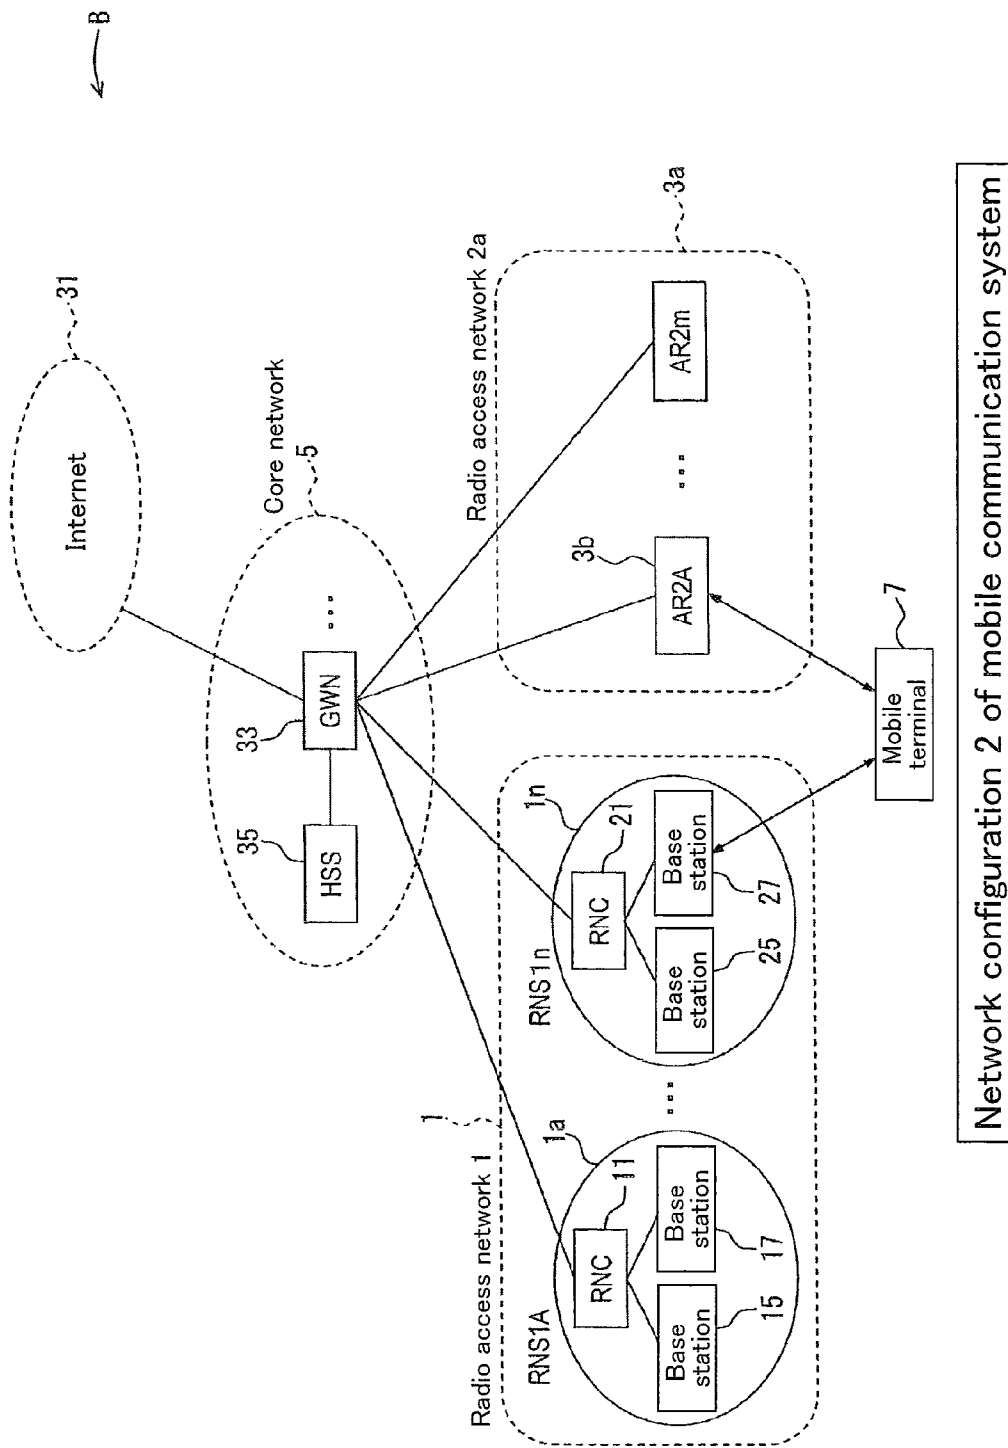 B
Internet
31
Core network
5
35
33
HSS
GWN
...
Radio access network 1
1
Radio access network 2a
3a
RNS1A
1a
RNC
11
Base
station
15
Base
station
17
...
RNS1n
1n
RNC
21
Base
station
25
Base
station
27
3b
AR2A
...
AR2m
Mobile
terminal
7
Network configuration 2 of mobile communication system